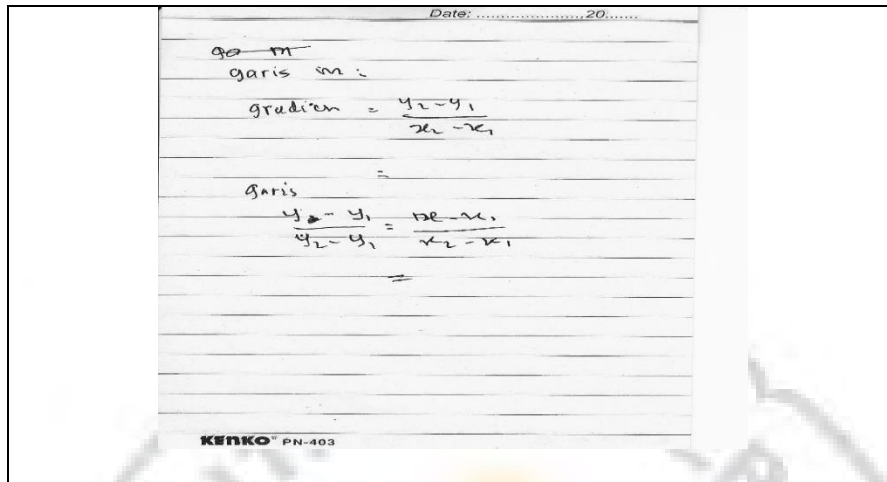 Date: ......................,20.......
garis m :
gradien = y₂ - y₁ / x₂ - x₁
=
garis
y - y₁ / y₂ - y₁ = x - x₁ / x₂ - x₁
=
KENKO® PN-403